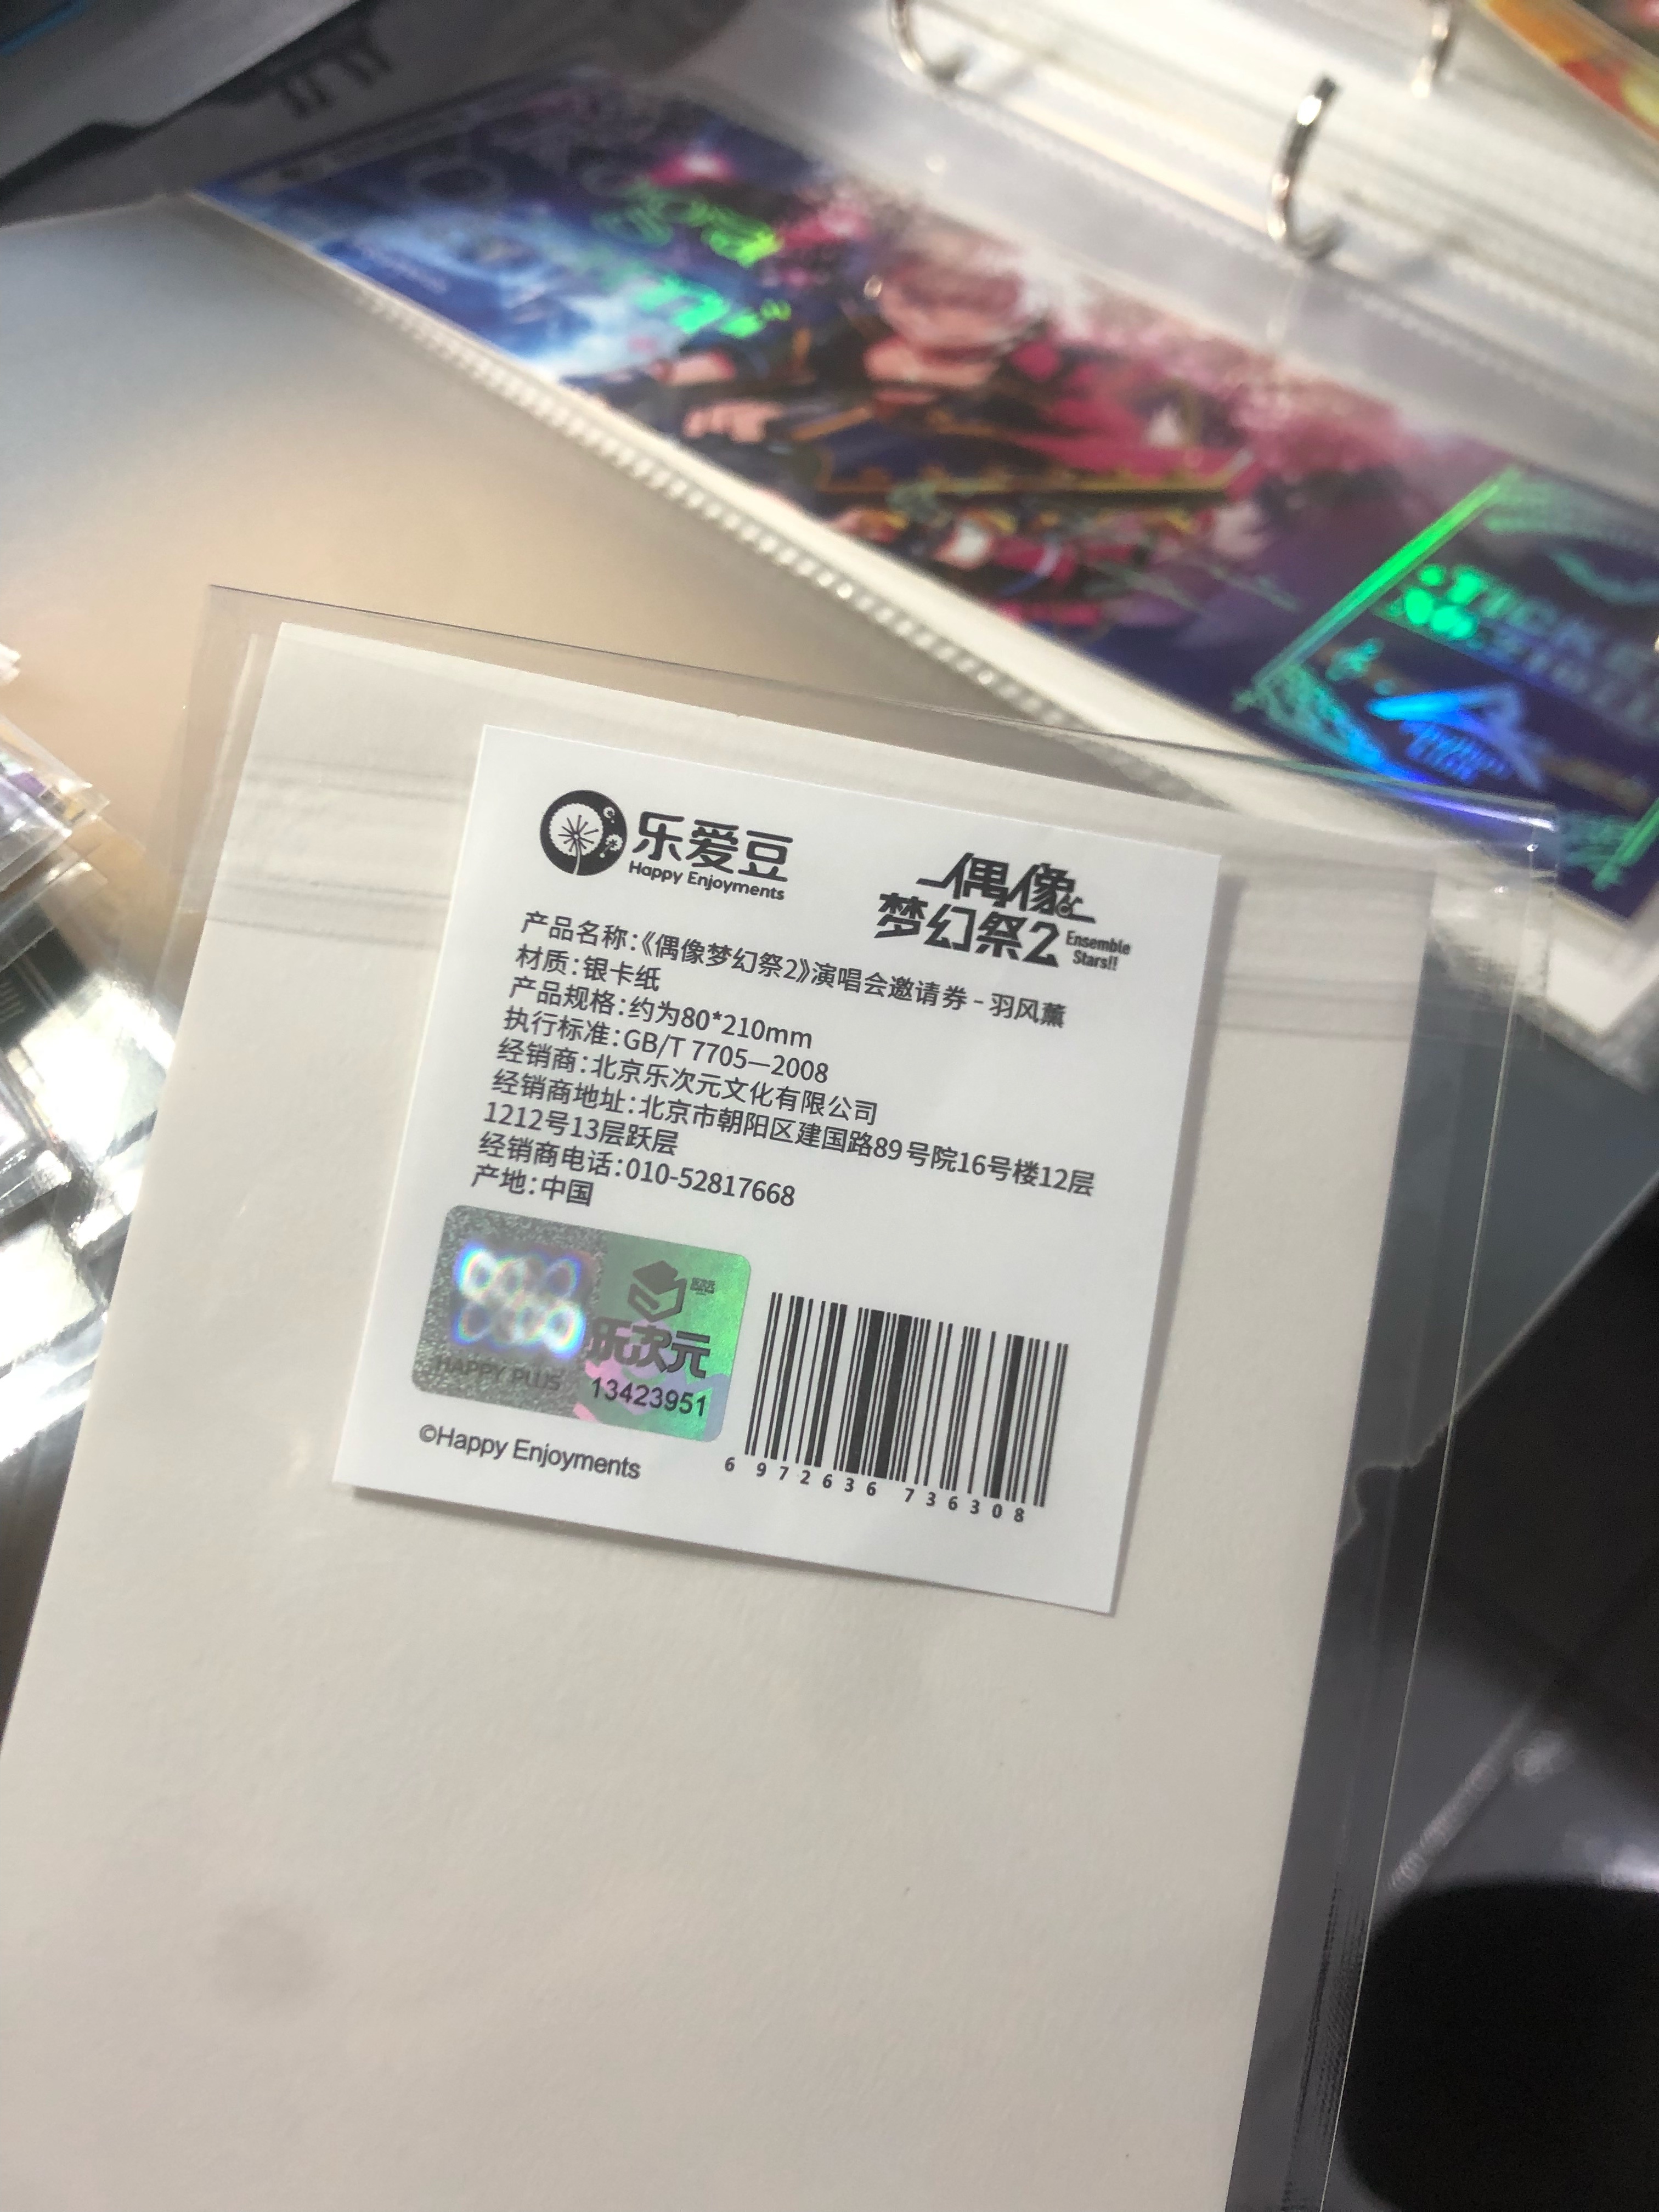 乐爱豆
Happy Enjoyments
偶像
梦幻祭2
Ensemble
Stars!!
产品名称:《偶像梦幻祭2》演唱会邀请券 - 羽风薰
材质:银卡纸
产品规格:约为80*210mm
执行标准:GB/T 7705—2008
经销商:北京乐次元文化有限公司
经销商地址:北京市朝阳区建国路89号院16号楼12层
1212号13层跃层
经销商电话:010-52817668
产地:中国
乐次元
HAPPY PLUS
13423951
©Happy Enjoyments
6 972636 736308
TICKET